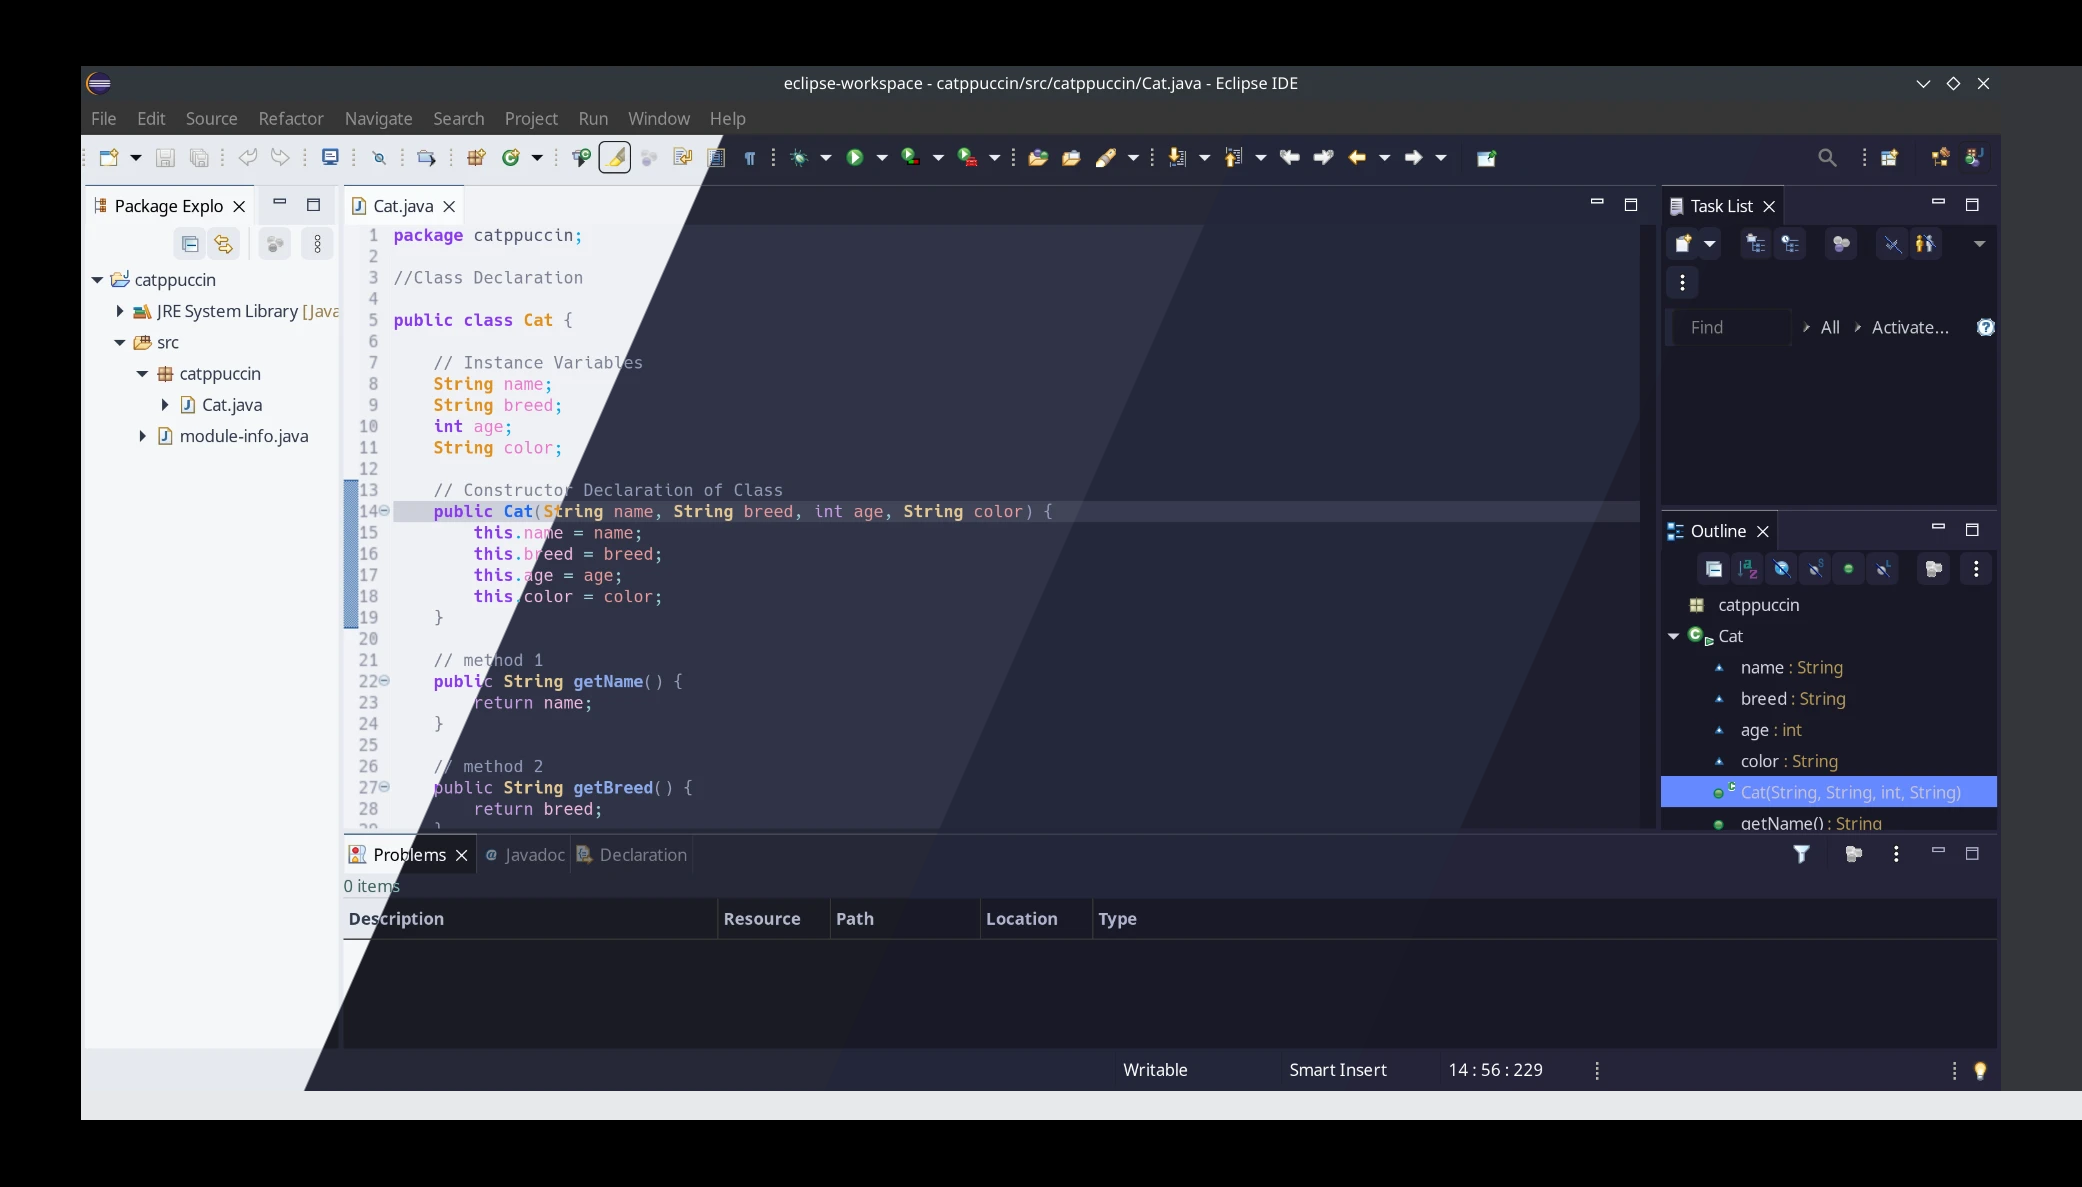 eclipse-workspace - catppuccin/src/catppuccin/Cat.java - Eclipse IDE
File Edit Source Refactor Navigate Search Project Run Window Help
Package Explo
Cat.java
Task List
catppuccin
JRE System Library [Java
src
catppuccin
Cat.java
module-info.java
1 package catppuccin;
2
3 //Class Declaration
4
5 public class Cat {
6
7 // Instance Variables
8 String name;
9 String breed;
10 int age;
11 String color;
12
13 // Constructor Declaration of Class
14 public Cat(String name, String breed, int age, String color) {
15 this.name = name;
16 this.breed = breed;
17 this.age = age;
18 this.color = color;
19 }
20
21 // method 1
22 public String getName() {
23 return name;
24 }
25
26 // method 2
27 public String getBreed() {
28 return breed;
29 }
Find All Activate...
Outline
catppuccin
Cat
name : String
breed : String
age : int
color : String
Cat(String, String, int, String)
getName() : String
Problems Javadoc Declaration
0 items
Description Resource Path Location Type
Writable Smart Insert 14 : 56 : 229